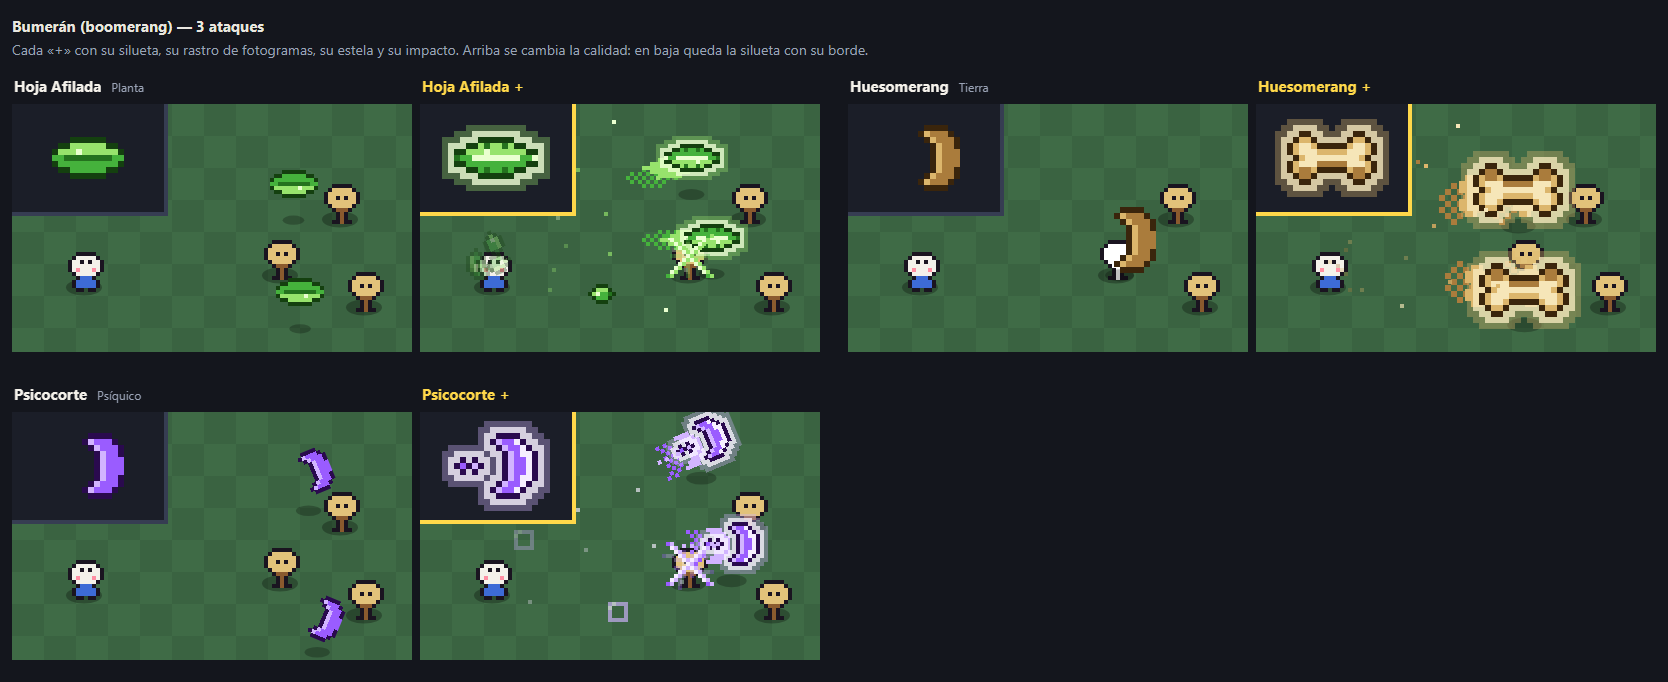 Bumerán (boomerang) — 3 ataques
Cada «+» con su silueta, su rastro de fotogramas, su estela y su impacto. Arriba se cambia la calidad: en baja queda la silueta con su borde.
Hoja Afilada Planta
Hoja Afilada +
Huesomerang Tierra
Huesomerang +
Psicocorte Psíquico
Psicocorte +